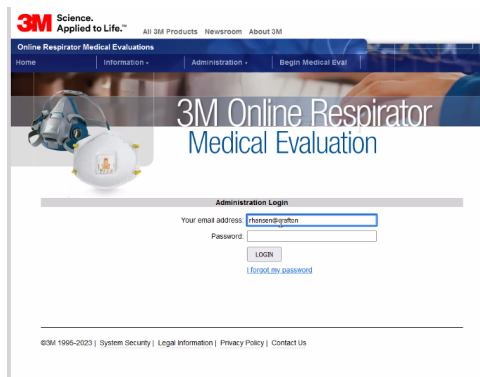 3M Science.
Applied to Life.™ All 3M Products Newsroom About 3M
Online Respirator Medical Evaluations
Home Information Administration Begin Medical Eval
3M Online Respirator
Medical Evaluation
Administration Login
Your email address: rhansen@grafton
Password:
LOGIN
I forgot my password
©3M 1995-2023 | System Security | Legal Information | Privacy Policy | Contact Us